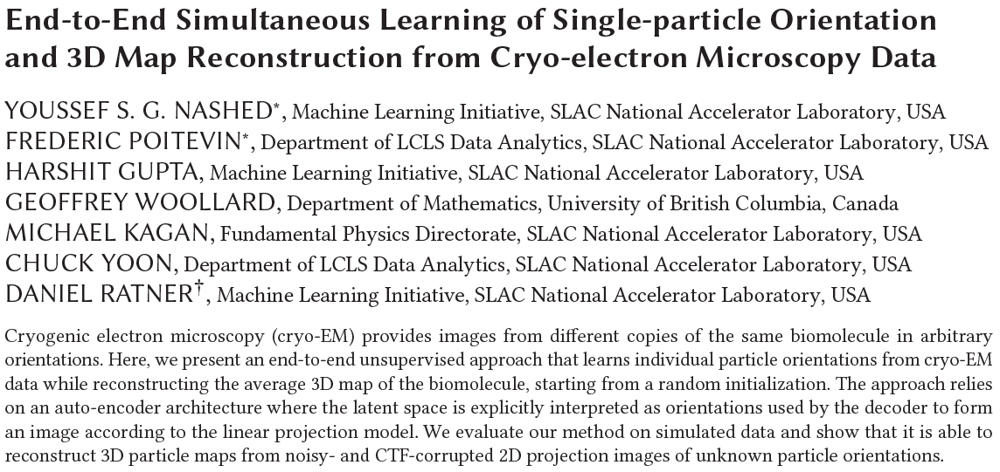 End-to-End Simultaneous Learning of Single-particle Orientation
and 3D Map Reconstruction from Cryo-electron Microscopy Data
YOUSSEF S. G. NASHED*, Machine Learning Initiative, SLAC National Accelerator Laboratory, USA
FREDERIC POITEVIN*, Department of LCLS Data Analytics, SLAC National Accelerator Laboratory, USA
HARSHIT GUPTA, Machine Learning Initiative, SLAC National Accelerator Laboratory, USA
GEOFFREY WOOLLARD, Department of Mathematics, University of British Columbia, Canada
MICHAEL KAGAN, Fundamental Physics Directorate, SLAC National Accelerator Laboratory, USA
CHUCK YOON, Department of LCLS Data Analytics, SLAC National Accelerator Laboratory, USA
DANIEL RATNER†, Machine Learning Initiative, SLAC National Accelerator Laboratory, USA
Cryogenic electron microscopy (cryo-EM) provides images from different copies of the same biomolecule in arbitrary
orientations. Here, we present an end-to-end unsupervised approach that learns individual particle orientations from cryo-EM
data while reconstructing the average 3D map of the biomolecule, starting from a random initialization. The approach relies
on an auto-encoder architecture where the latent space is explicitly interpreted as orientations used by the decoder to form
an image according to the linear projection model. We evaluate our method on simulated data and show that it is able to
reconstruct 3D particle maps from noisy- and CTF-corrupted 2D projection images of unknown particle orientations.